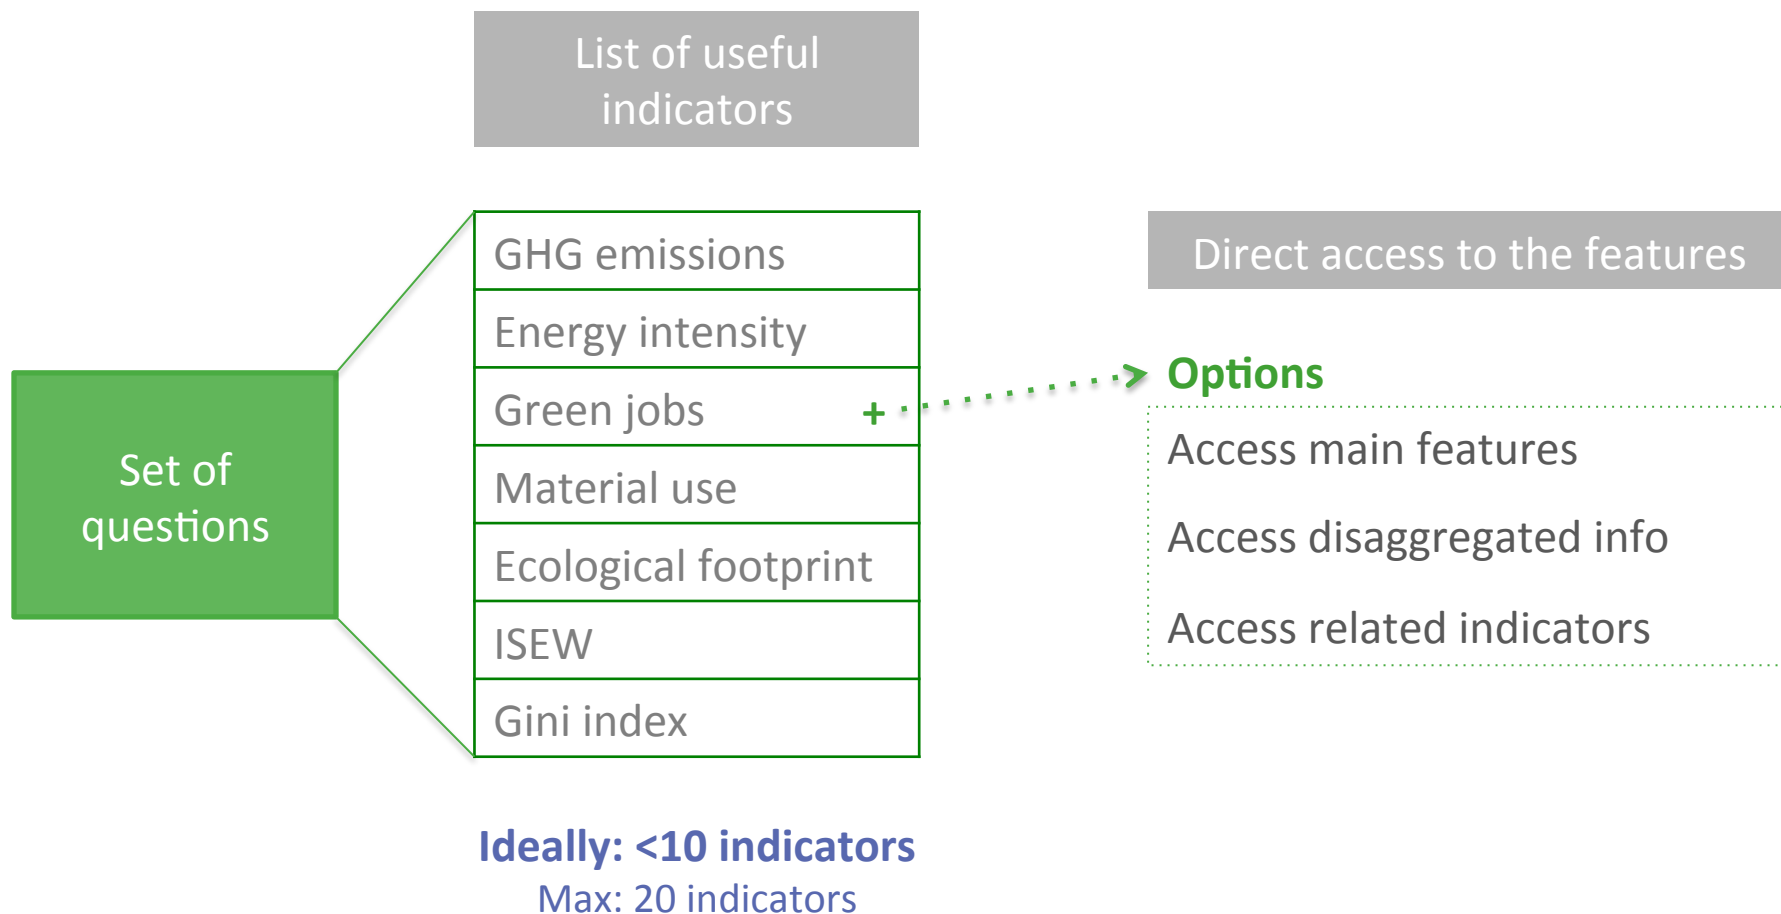 List of useful
indicators
GHG emissions
Energy intensity
Green jobs +
Material use
Ecological footprint
ISEW
Gini index
Set of
questions
Direct access to the features
Options
Access main features
Access disaggregated info
Access related indicators
Ideally: <10 indicators
Max: 20 indicators